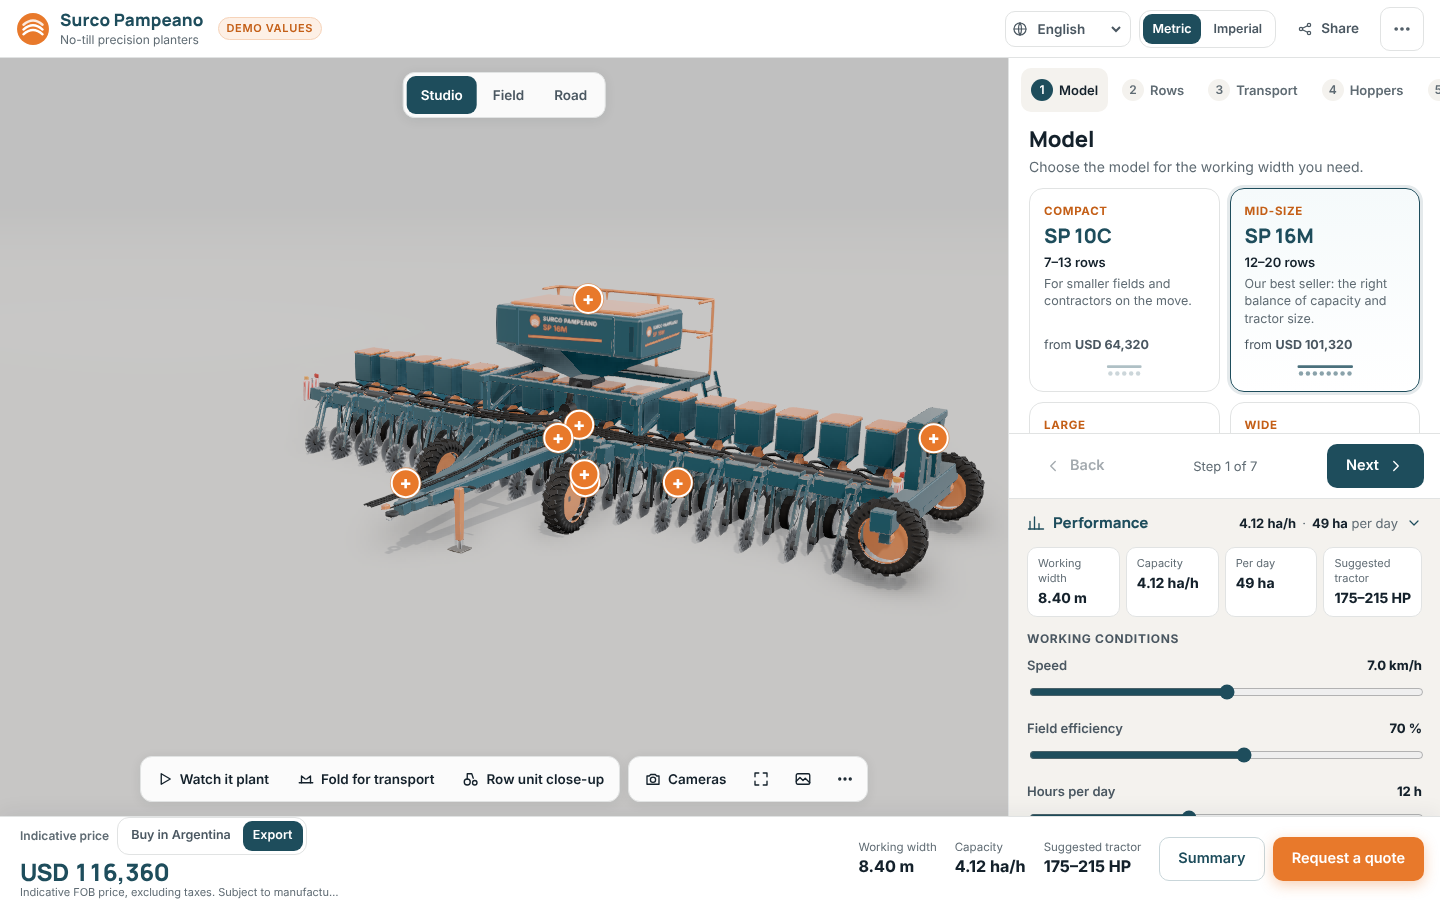 Surco Pampeano
No-till precision planters
DEMO VALUES
English
Metric
Imperial
Share
Studio
Field
Road
SURCO PAMPEANO
SP 16M
1 Model
2 Rows
3 Transport
4 Hoppers
5
Model
Choose the model for the working width you need.
COMPACT
SP 10C
7–13 rows
For smaller fields and
contractors on the move.
from USD 64,320
MID-SIZE
SP 16M
12–20 rows
Our best seller: the right
balance of capacity and
tractor size.
from USD 101,320
LARGE
WIDE
Back
Step 1 of 7
Next
Performance
4.12 ha/h · 49 ha per day
Working
width
8.40 m
Capacity
4.12 ha/h
Per day
49 ha
Suggested
tractor
175–215 HP
WORKING CONDITIONS
Speed
7.0 km/h
Field efficiency
70 %
Hours per day
12 h
Watch it plant
Fold for transport
Row unit close-up
Cameras
Indicative price
Buy in Argentina
Export
USD 116,360
Indicative FOB price, excluding taxes. Subject to manufactu...
Working width
8.40 m
Capacity
4.12 ha/h
Suggested tractor
175–215 HP
Summary
Request a quote